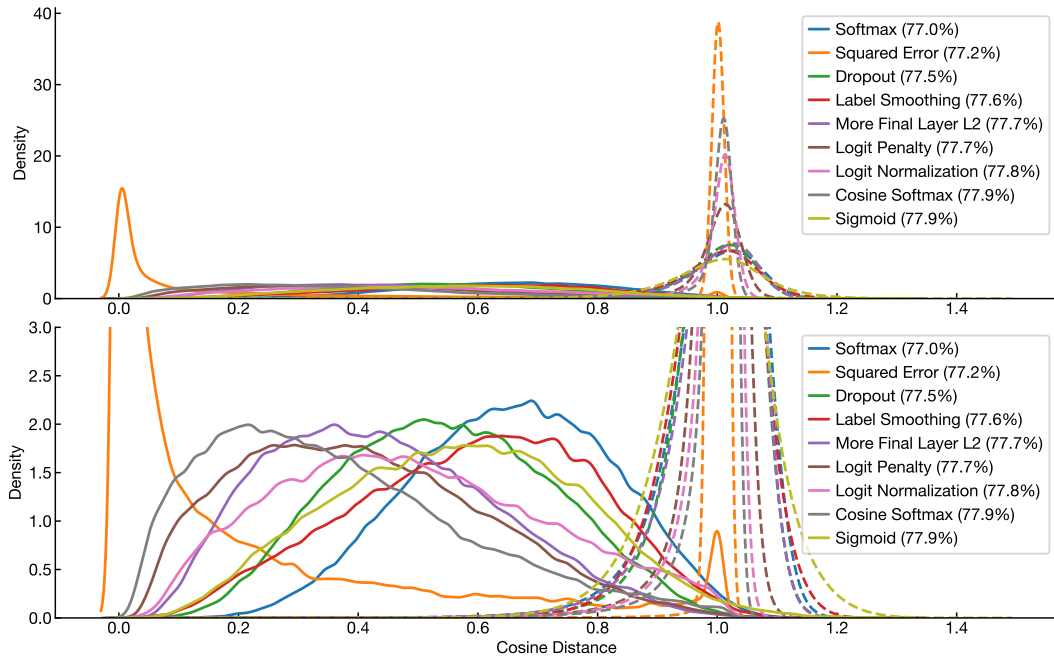 40
30
20
10
0
Density
0.0 0.2 0.4 0.6 0.8 1.0 1.2 1.4
Softmax (77.0%)
Squared Error (77.2%)
Dropout (77.5%)
Label Smoothing (77.6%)
More Final Layer L2 (77.7%)
Logit Penalty (77.7%)
Logit Normalization (77.8%)
Cosine Softmax (77.9%)
Sigmoid (77.9%)
3.0
2.5
2.0
1.5
1.0
0.5
0.0
Density
0.0 0.2 0.4 0.6 0.8 1.0 1.2 1.4
Cosine Distance
Softmax (77.0%)
Squared Error (77.2%)
Dropout (77.5%)
Label Smoothing (77.6%)
More Final Layer L2 (77.7%)
Logit Penalty (77.7%)
Logit Normalization (77.8%)
Cosine Softmax (77.9%)
Sigmoid (77.9%)